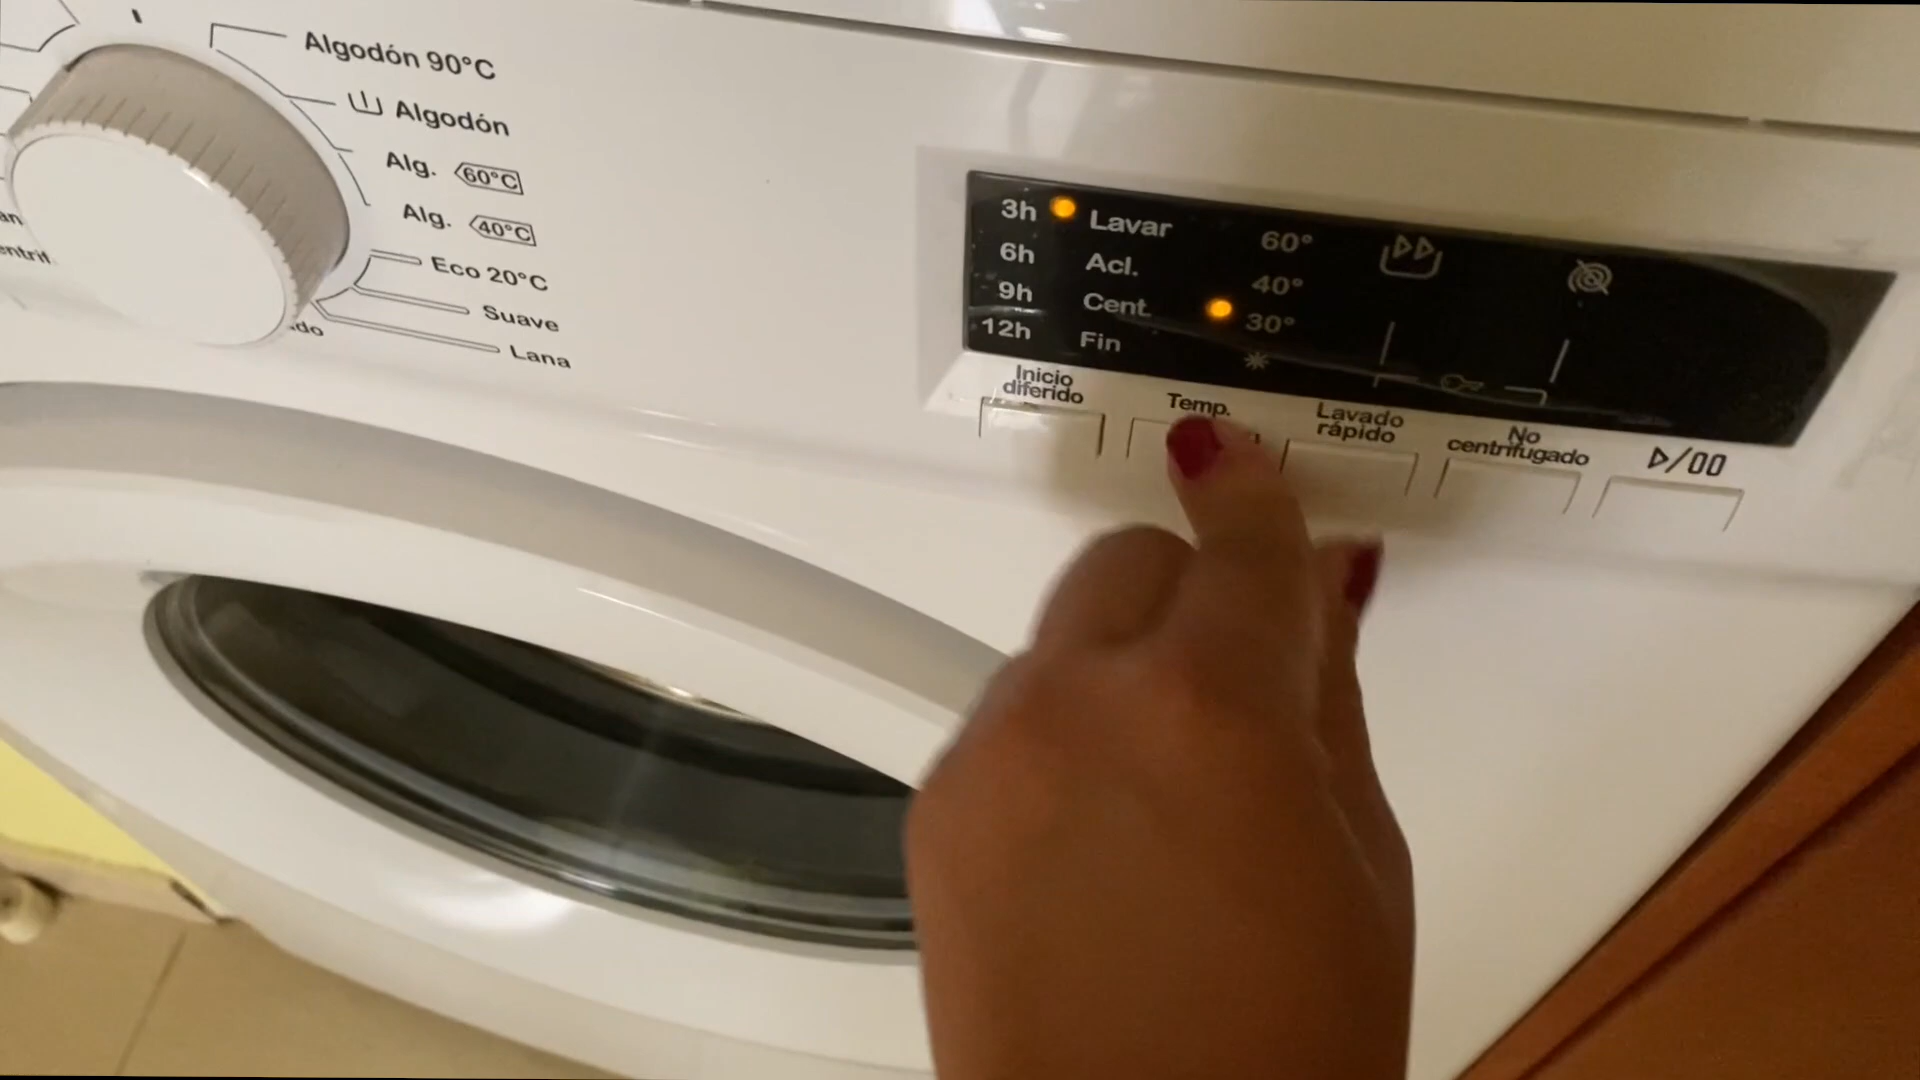 Algodón 90°C
Algodón
Alg. 60°C
Alg. 40°C
Eco 20°C
Suave
Lana
3h Lavar 60°
6h Acl. 40°
9h Cent. 30°
12h Fin
Inicio
diferido
Temp.
Lavado
rápido
No
centrifugado